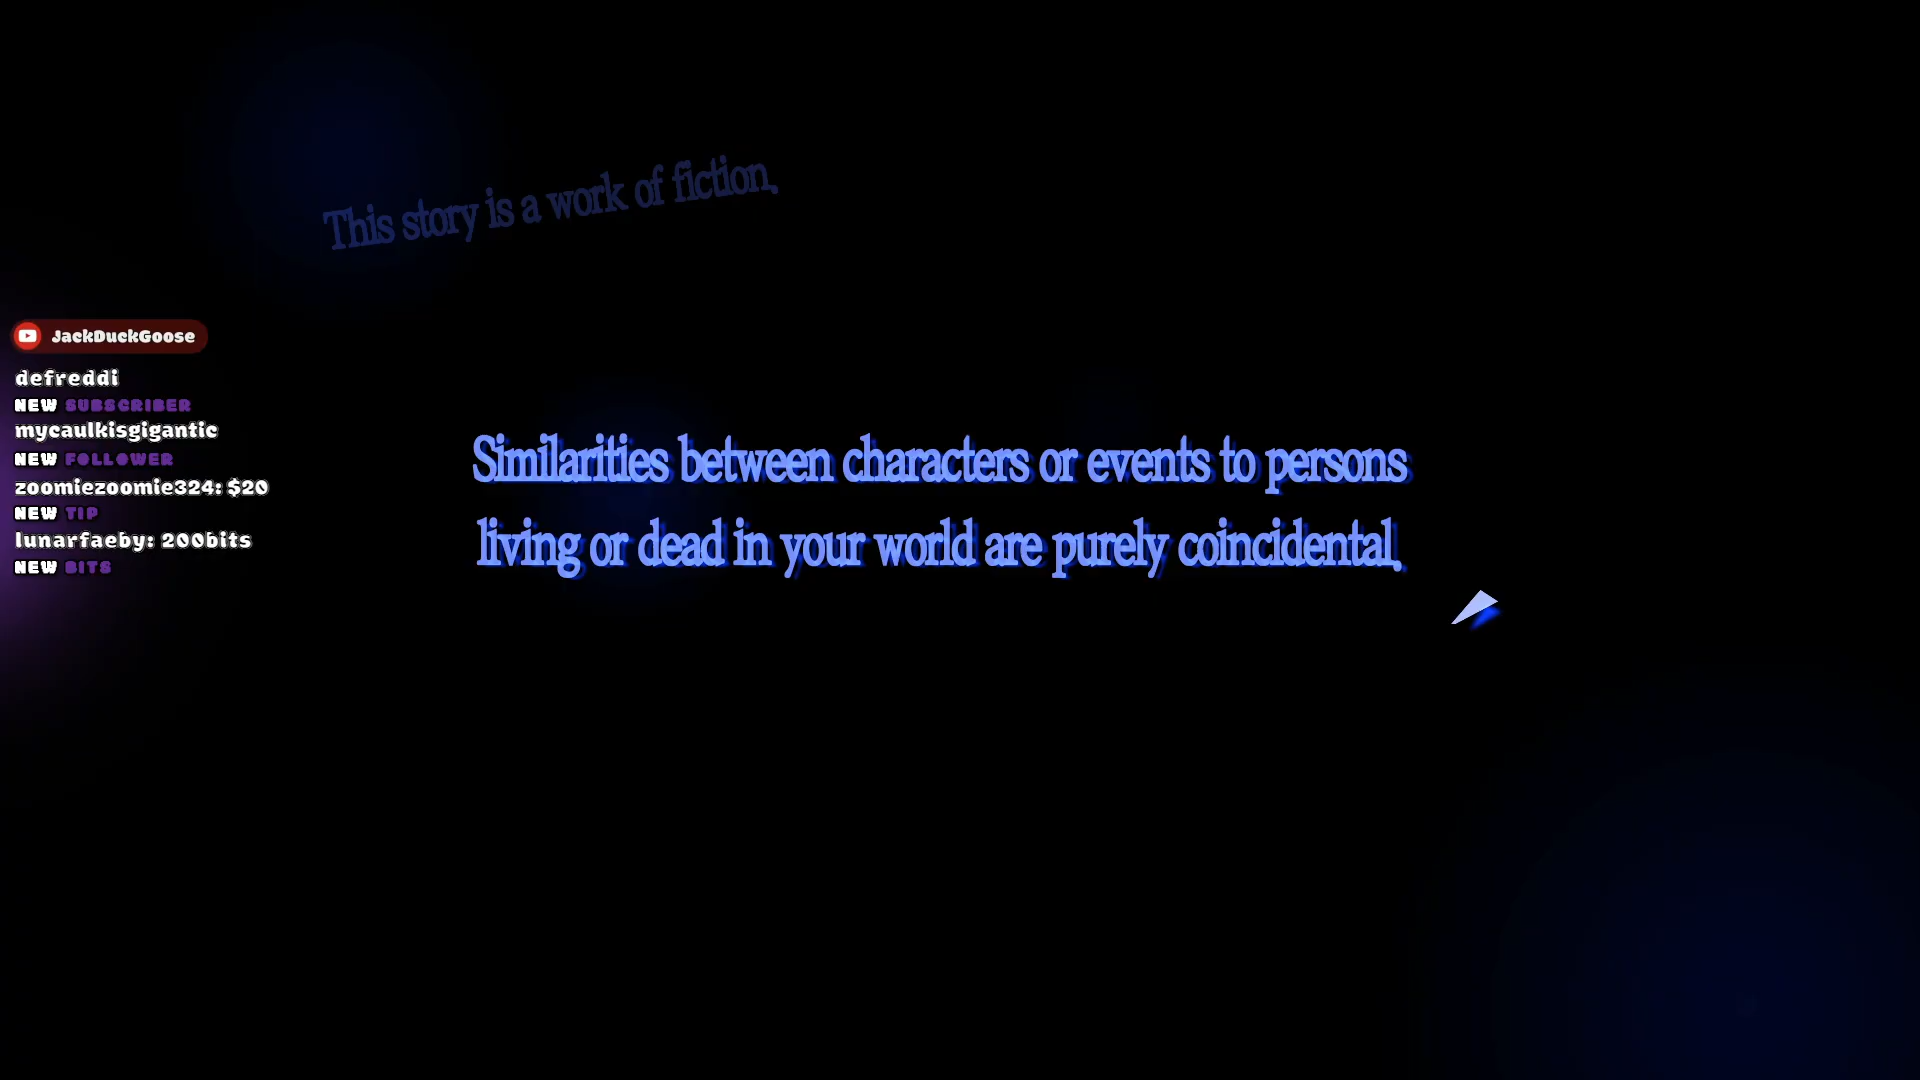 This story is a work of fiction.
JackDuckGoose
defreddi
NEW SUBSCRIBER
mycaulkisgigantic
NEW FOLLOWER
zoomiezoomie324: $20
NEW TIP
lunarfaeby: 200bits
NEW BITS
Similarities between characters or events to persons
living or dead in your world are purely coincidental.